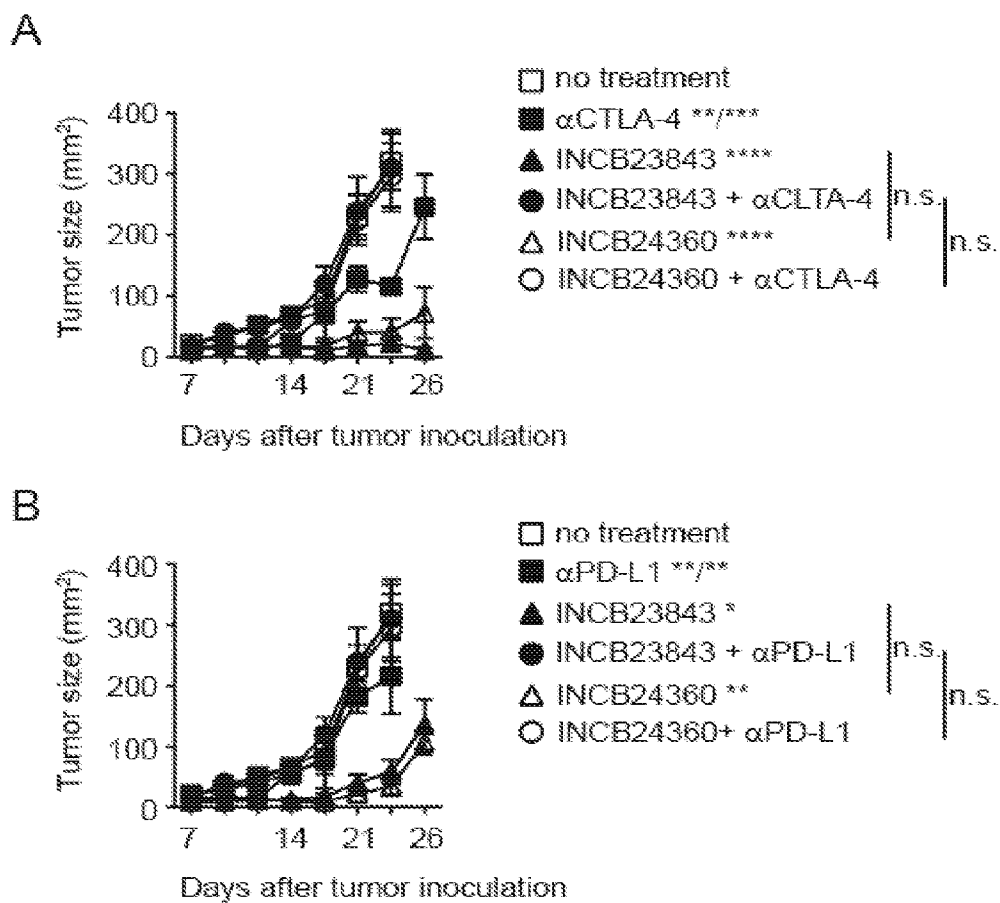 A
Tumor size (mm²)
400
300
200
100
0
7
14
21
26
Days after tumor inoculation
no treatment
αCTLA-4 **/***
INCB23843 ****
INCB23843 + αCLTA-4
INCB24360 ****
INCB24360 + αCTLA-4
n.s.
n.s.
B
Tumor size (mm²)
400
300
200
100
0
7
14
21
26
Days after tumor inoculation
no treatment
αPD-L1 **/**
INCB23843 *
INCB23843 + αPD-L1
INCB24360 **
INCB24360+ αPD-L1
n.s.
n.s.